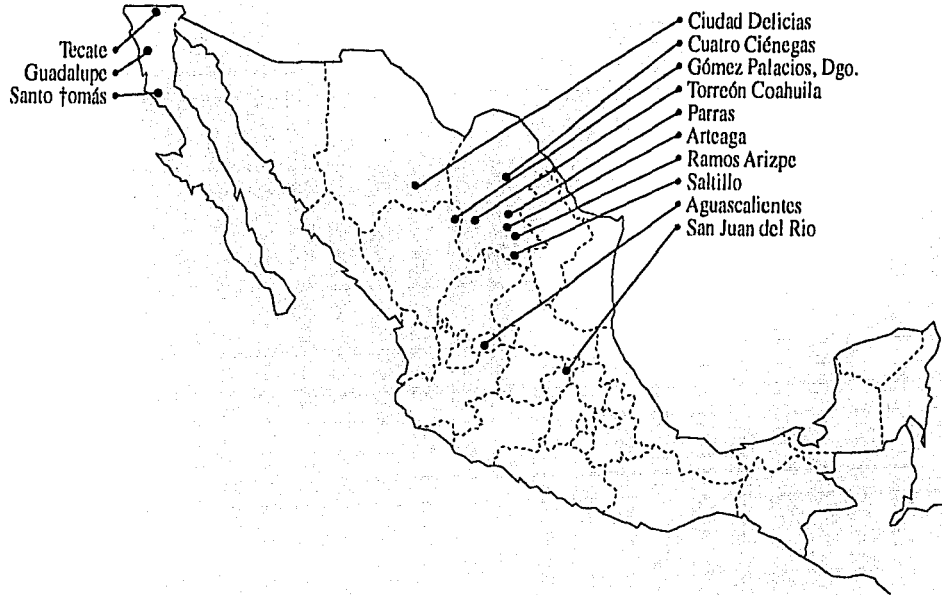 Tecate
Guadalupe
Santo †omás
Ciudad Delicias
Cuatro Ciénegas
Gómez Palacios, Dgo.
Torreón Coahuila
Parras
Arteaga
Ramos Arizpe
Saltillo
Aguascalientes
San Juan del Rio